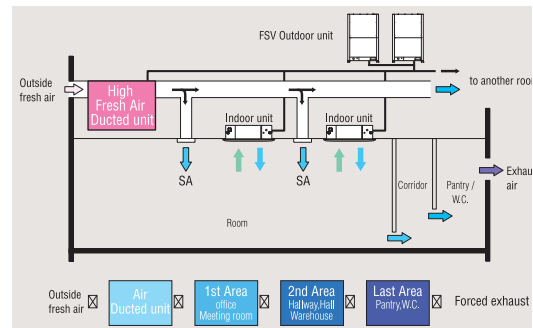 FSV Outdoor unit
Outside
fresh air
High
Fresh Air
Ducted unit
to another room
Indoor unit
Indoor unit
SA
SA
Room
Corridor
Pantry /
W.C.
Exhau
air
Outside
fresh air
Air
Ducted unit
1st Area
office
Meeting room
2nd Area
Hallway,Hall
Warehouse
Last Area
Pantry,W.C.
Forced exhaust